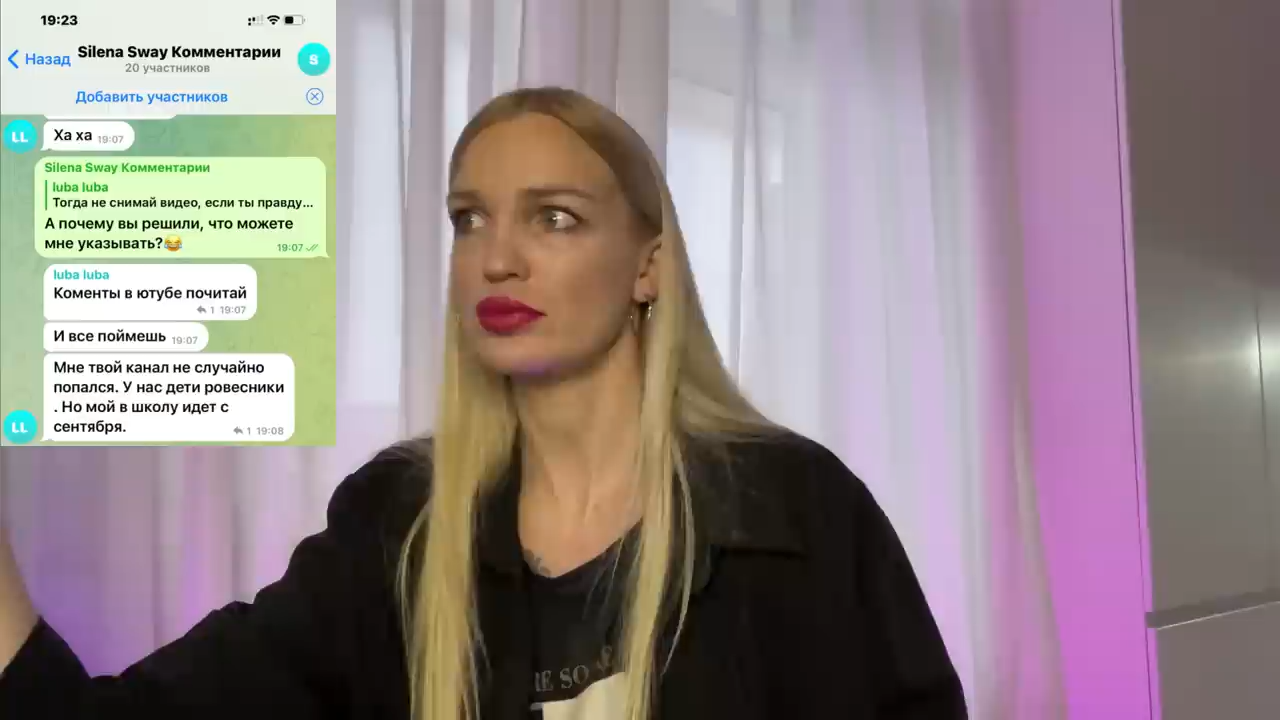 19:23
Назад
Silena Sway Комментарии
20 участников
S
Добавить участников
LL
Ха ха 19:07
Silena Sway Комментарии
luba luba
Тогда не снимай видео, если ты правду...
А почему вы решили, что можете
мне указывать?😂
19:07
luba luba
Коменты в ютубе почитай
1 19:07
И все поймешь 19:07
Мне твой канал не случайно
попался. У нас дети ровесники
. Но мой в школу идет с
сентября.
1 19:08
LL
RE SO